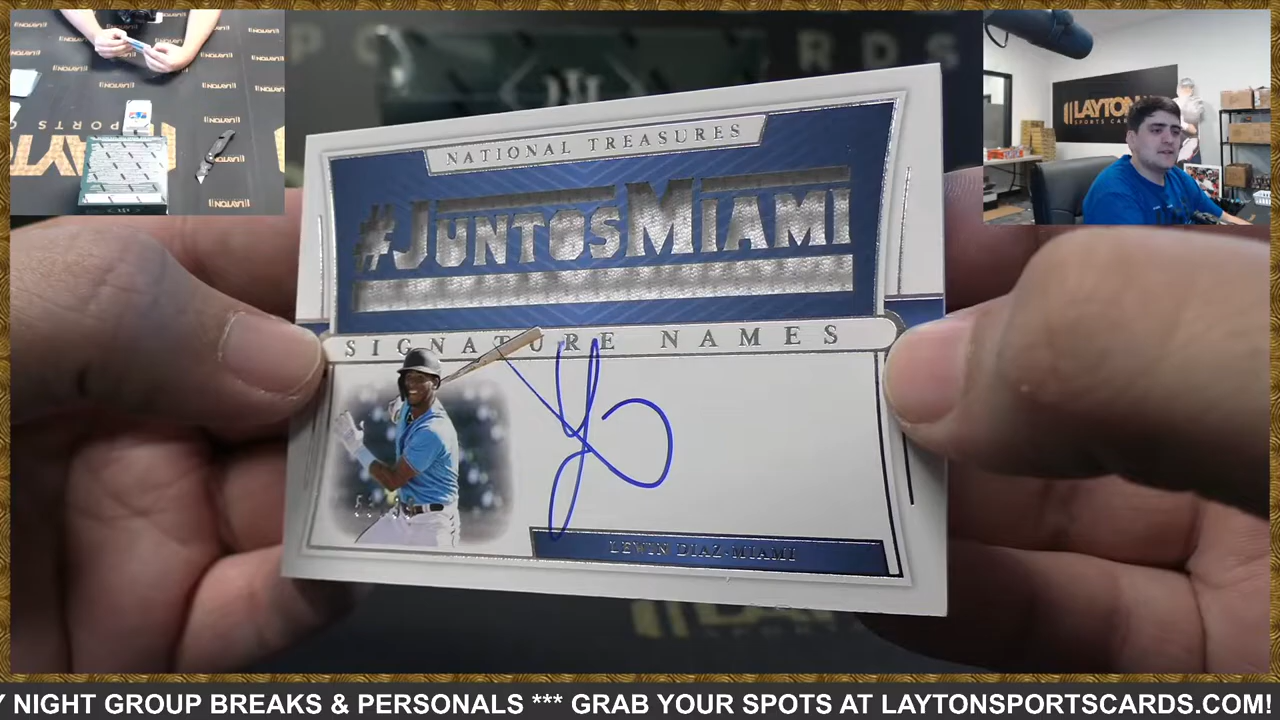 LAYTON
SPORTS CARDS
NATIONAL TREASURES
#JUNTOSMIAMI
SIGNATURE NAMES
LEWIN DIAZ-MIAMI
Y NIGHT GROUP BREAKS & PERSONALS *** GRAB YOUR SPOTS AT LAYTONSPORTSCARDS.COM!